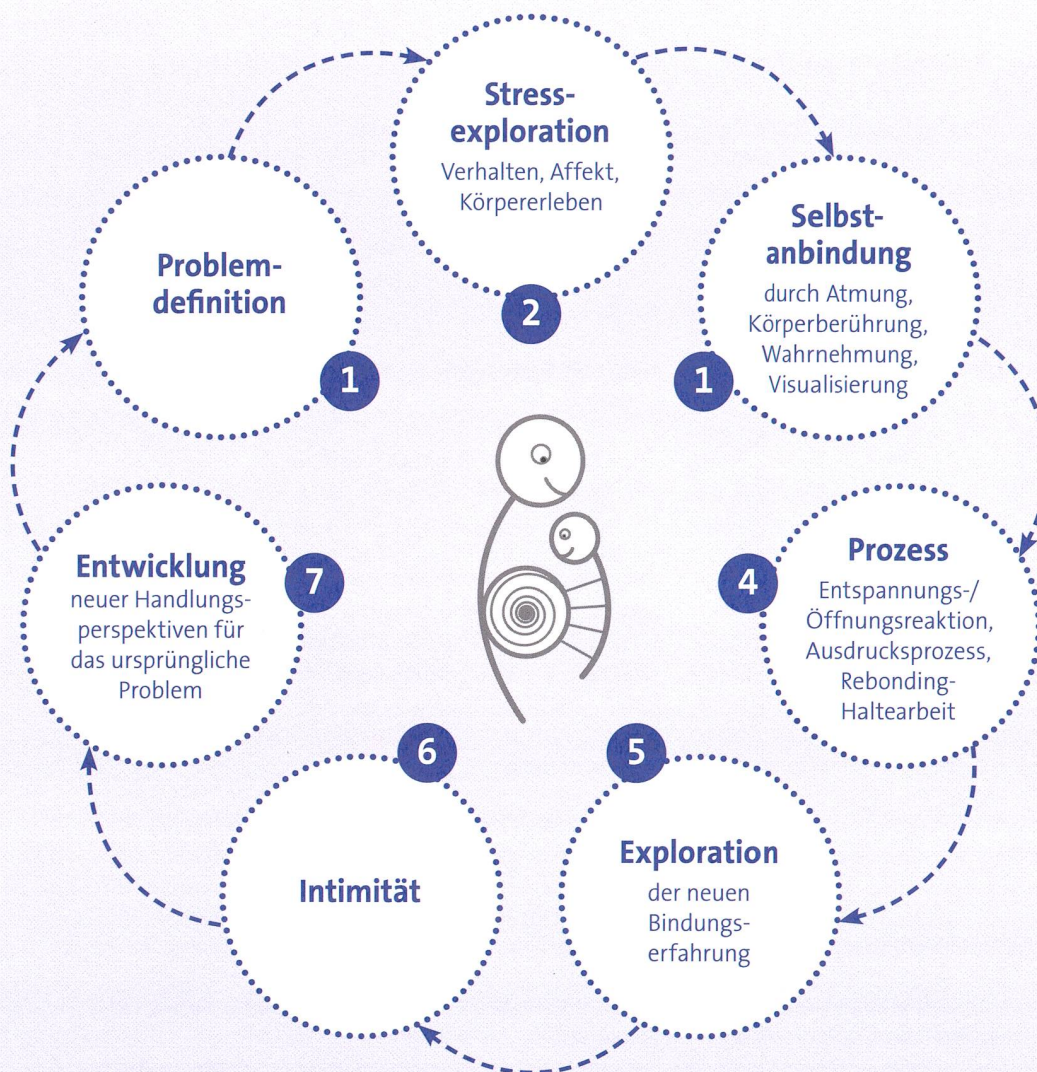 Stress-
exploration
Verhalten, Affekt,
Körpererleben
2
Selbst-
anbindung
durch Atmung,
Körperberührung,
Wahrnehmung,
Visualisierung
1
Prozess
Entspannungs-/
Öffnungsreaktion,
Ausdrucksprozess,
Rebonding-
Haltearbeit
4
Exploration
der neuen
Bindungs-
erfahrung
5
Intimität
6
Entwicklung
neuer Handlungs-
perspektiven für
das ursprüngliche
Problem
7
Problem-
definition
1